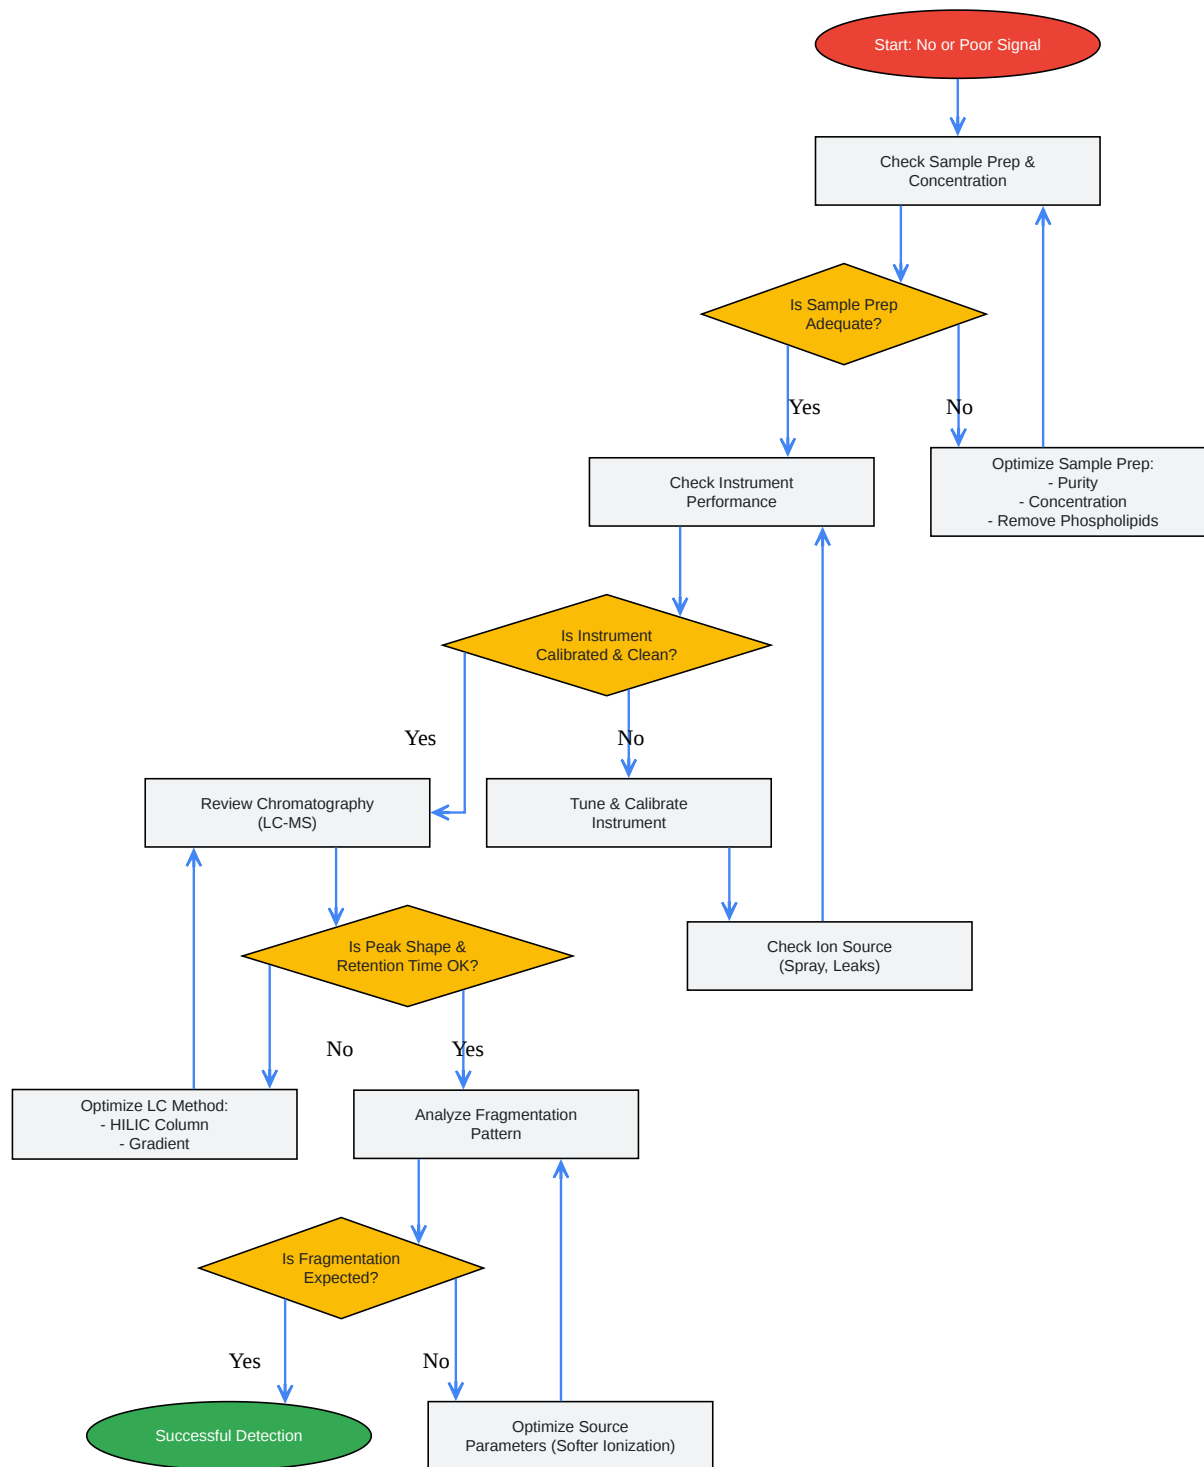 Start: No or Poor Signal
Check Sample Prep &
Concentration
Is Sample Prep
Adequate?
Yes
No
Check Instrument
Performance
Optimize Sample Prep:
- Purity
- Concentration
- Remove Phospholipids
Is Instrument
Calibrated & Clean?
Yes
No
Review Chromatography
(LC-MS)
Tune & Calibrate
Instrument
Is Peak Shape &
Retention Time OK?
Check Ion Source
(Spray, Leaks)
No
Yes
Optimize LC Method:
- HILIC Column
- Gradient
Analyze Fragmentation
Pattern
Is Fragmentation
Expected?
Yes
No
Successful Detection
Optimize Source
Parameters (Softer Ionization)